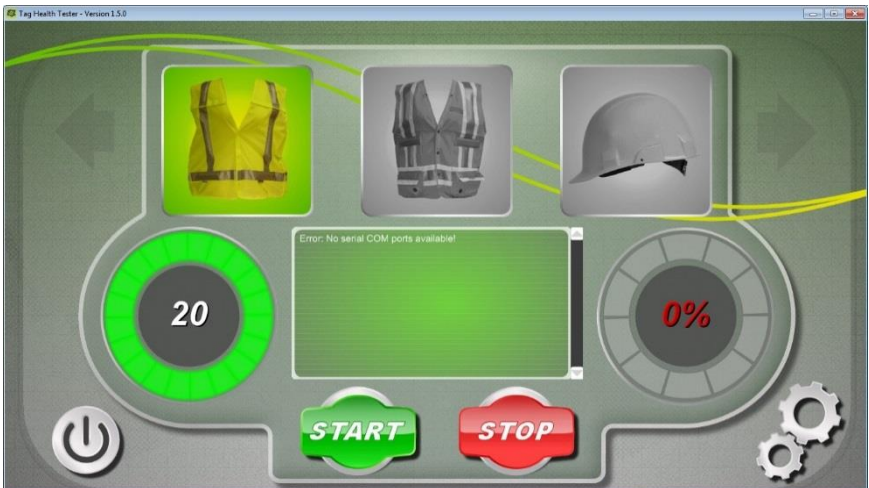 Tag Health Tester - Version 1.5.0
Error: No serial COM ports available!
20
0%
START
STOP